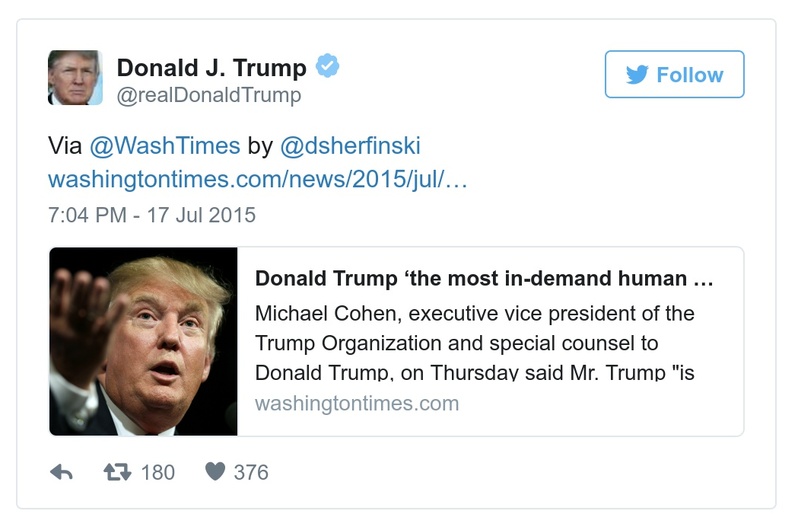 Donald J. Trump
@realDonaldTrump
Follow
Via @WashTimes by @dsherfinski
washingtontimes.com/news/2015/jul/…
7:04 PM - 17 Jul 2015
Donald Trump ‘the most in-demand human …
Michael Cohen, executive vice president of the
Trump Organization and special counsel to
Donald Trump, on Thursday said Mr. Trump "is
washingtontimes.com
180 376